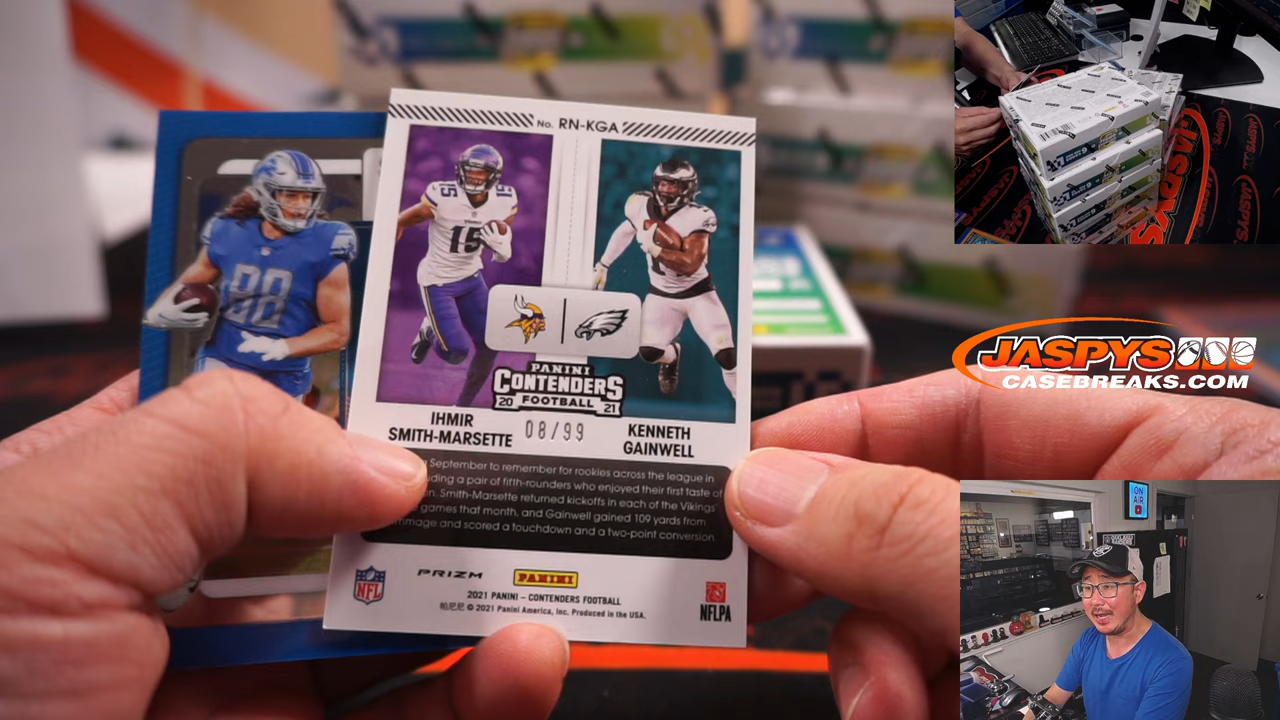 No. RN-KGA
88
15
15
PANINI
CONTENDERS
20 FOOTBALL 21
IHMIR
SMITH-MARSETTE
08/99
KENNETH
GAINWELL
September to remember for rookies across the league in
a pair of fifth-rounders who enjoyed their first taste of
Smith-Marsette returned kickoffs in each of the Vikings'
games that month, and Gainwell gained 109 yards from
and scored a touchdown and a two-point conversion.
NFL
PRIZM
PANINI
2021 PANINI – CONTENDERS FOOTBALL
帕尼尼 © 2021 Panini America, Inc. Produced in the USA.
NFLPA
JASPYS
CASEBREAKS.COM
ON
AIR